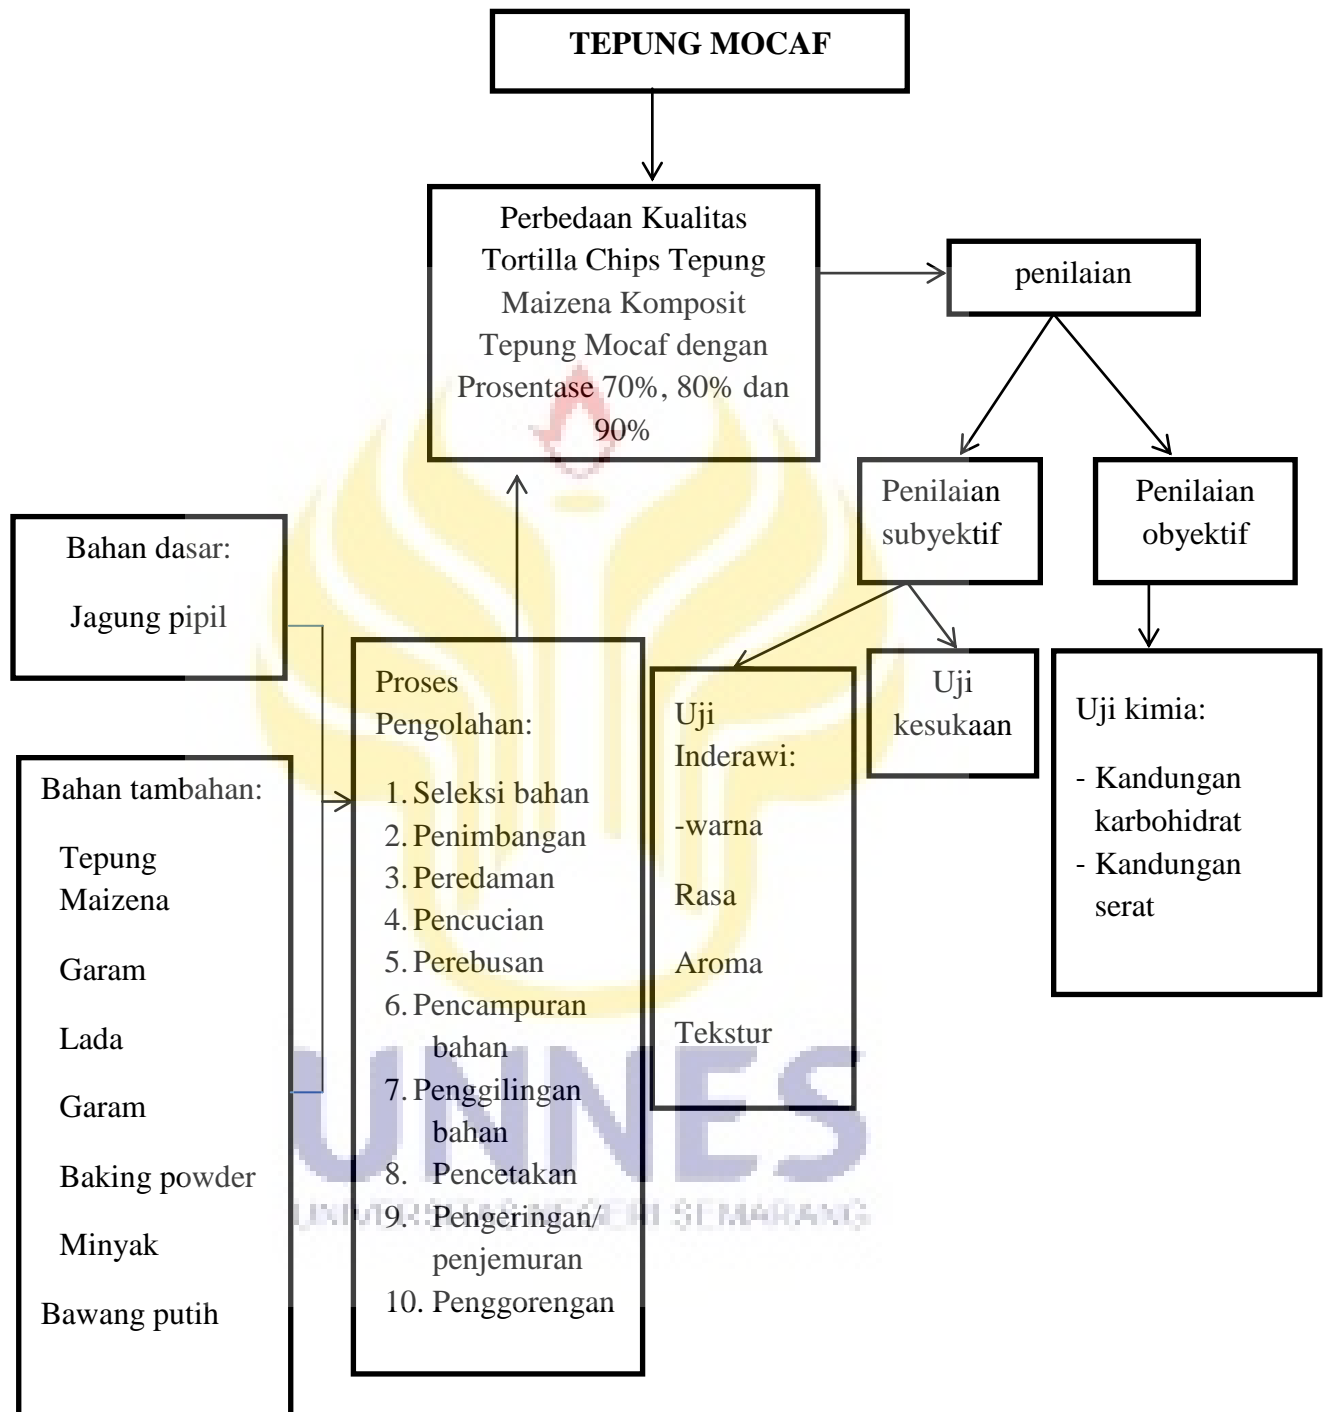 TEPUNG MOCAF
Perbedaan Kualitas
Tortilla Chips Tepung
Maizena Komposit
Tepung Mocaf dengan
Prosentase 70%, 80% dan
90%
penilaian
Penilaian
subyektif
Penilaian
obyektif
Bahan dasar:
Jagung pipil
Bahan tambahan:
Tepung
Maizena
Garam
Lada
Garam
Baking powder
Minyak
Bawang putih
Proses
Pengolahan:
1. Seleksi bahan
2. Penimbangan
3. Peredaman
4. Pencucian
5. Perebusan
6. Pencampuran
bahan
7. Penggilingan
bahan
8. Pencetakan
9. Pengeringan/
penjemuran
10. Penggorengan
Uji
Inderawi:
-warna
Rasa
Aroma
Tekstur
Uji
kesukaan
Uji kimia:
- Kandungan
karbohidrat
- Kandungan
serat
UNNES
UNIVERSITAS NEGERI SEMARANG